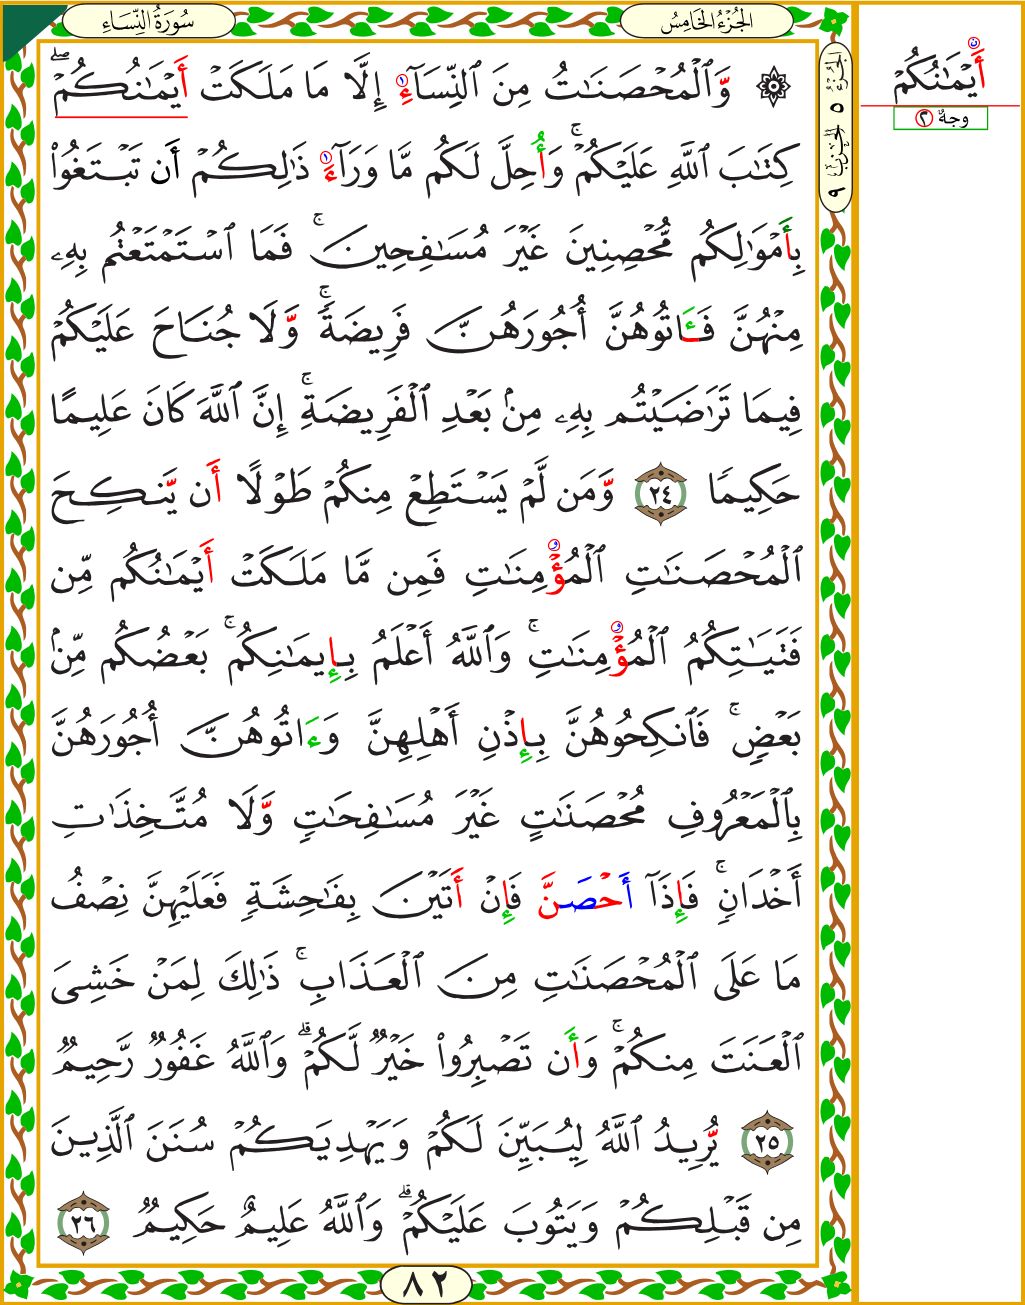 سُورَةُ النِّسَاءِ
الجُزْءُ الخَامِسُ
۞ وَّٱلۡمُحۡصَنَٰتُ مِنَ ٱلنِّسَآءِ إِلَّا مَا مَلَكَتۡ أَيۡمَٰنُكُمۡۖ
كِتَٰبَ ٱللَّهِ عَلَيۡكُمۡۚ وَأُحِلَّ لَكُم مَّا وَرَآءَ ذَٰلِكُمۡ أَن تَبۡتَغُواْ
بِأَمۡوَٰلِكُم مُّحۡصِنِينَ غَيۡرَ مُسَٰفِحِينَۚ فَمَا ٱسۡتَمۡتَعۡتُم بِهِۦ
مِنۡهُنَّ فَـَٔاتُوهُنَّ أُجُورَهُنَّ فَرِيضَةٗۚ وَّلَا جُنَاحَ عَلَيۡكُمۡ
فِيمَا تَرَٰضَيۡتُم بِهِۦ مِنۢ بَعۡدِ ٱلۡفَرِيضَةِۚ إِنَّ ٱللَّهَ كَانَ عَلِيمًا
حَكِيمٗا ٢٤ وَّمَن لَّمۡ يَسۡتَطِعۡ مِنكُمۡ طَوۡلًا أَن يَّنكِحَ
ٱلۡمُحۡصَنَٰتِ ٱلۡمُؤۡمِنَٰتِ فَمِن مَّا مَلَكَتۡ أَيۡمَٰنُكُم مِّن
فَتَيَٰتِكُمُ ٱلۡمُؤۡمِنَٰتِۚ وَٱللَّهُ أَعۡلَمُ بِإِيمَٰنِكُمۚ بَعۡضُكُم مِّنۢ
بَعۡضٖۚ فَٱنكِحُوهُنَّ بِإِذۡنِ أَهۡلِهِنَّ وَءَاتُوهُنَّ أُجُورَهُنَّ
بِٱلۡمَعۡرُوفِ مُحۡصَنَٰتٍ غَيۡرَ مُسَٰفِحَٰتٖ وَّلَا مُتَّخِذَٰتِ
أَخۡدَانٖۚ فَإِذَآ أَحۡصَنَّ فَإِنۡ أَتَيۡنَ بِفَٰحِشَةٖ فَعَلَيۡهِنَّ نِصۡفُ
مَا عَلَى ٱلۡمُحۡصَنَٰتِ مِنَ ٱلۡعَذَابِۚ ذَٰلِكَ لِمَنۡ خَشِيَ
ٱلۡعَنَتَ مِنكُمۡۚ وَأَن تَصۡبِرُواْ خَيۡرٞ لَّكُمۡۗ وَٱللَّهُ غَفُورٞ رَّحِيمٞ
٢٥ يُّرِيدُ ٱللَّهُ لِيُبَيِّنَ لَكُمۡ وَيَهۡدِيَكُمۡ سُنَنَ ٱلَّذِينَ
مِن قَبۡلِكُمۡ وَيَتُوبَ عَلَيۡكُمۡۗ وَٱللَّهُ عَلِيمٌ حَكِيمٞ ٢٦
٨٢
الجُزْءُ ٥ الحِزْبُ ٩
أَيۡمَٰنُكُمۡ
وجهٌ ٢